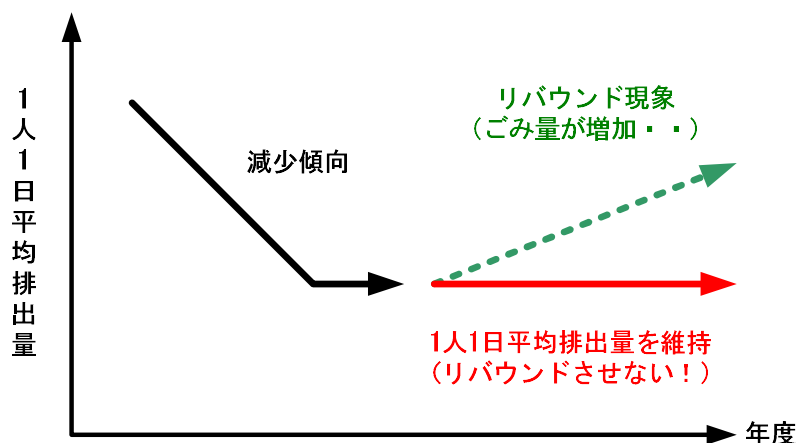 1人1日平均排出量
減少傾向
リバウンド現象
（ごみ量が増加・・）
1人1日平均排出量を維持
（リバウンドさせない！）
年度